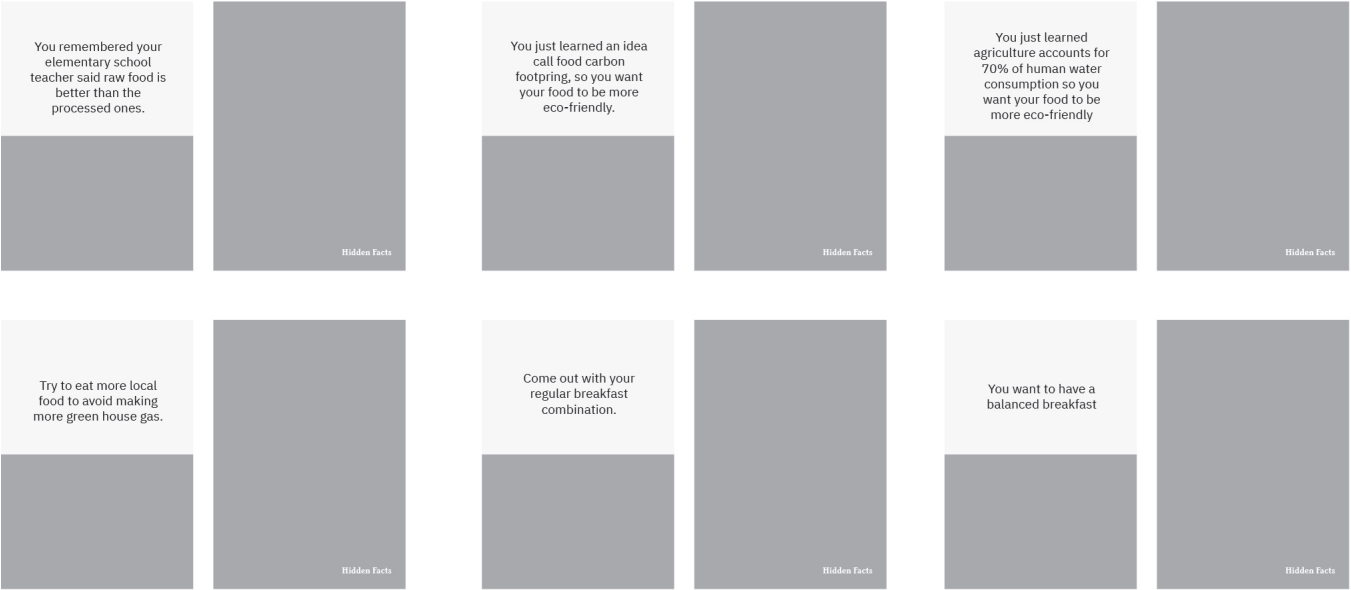 You remembered your
elementary school
teacher said raw food is
better than the
processed ones.
Hidden Facts
You just learned an idea
call food carbon
footpring, so you want
your food to be more
eco-friendly.
Hidden Facts
You just learned
agriculture accounts for
70% of human water
consumption so you
want your food to be
more eco-friendly
Hidden Facts
Try to eat more local
food to avoid making
more green house gas.
Hidden Facts
Come out with your
regular breakfast
combination.
Hidden Facts
You want to have a
balanced breakfast
Hidden Facts